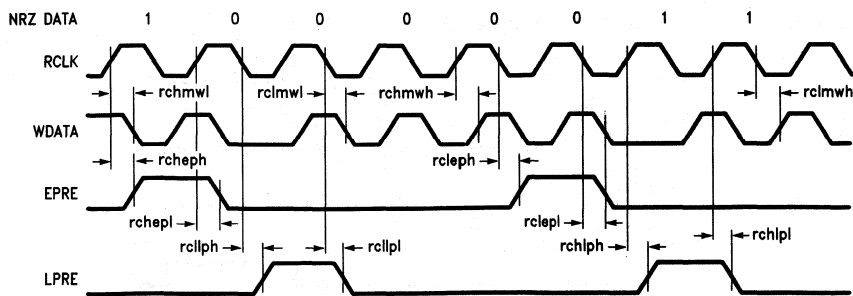 NRZ DATA 1 0 0 0 0 0 1 1
RCLK
rchmwl rclmwl rchmwh rclmwh
WDATA
rcheph rcleph
EPRE
rchepl rcllph rcllpl rclepl rchlph rchlpl
LPRE